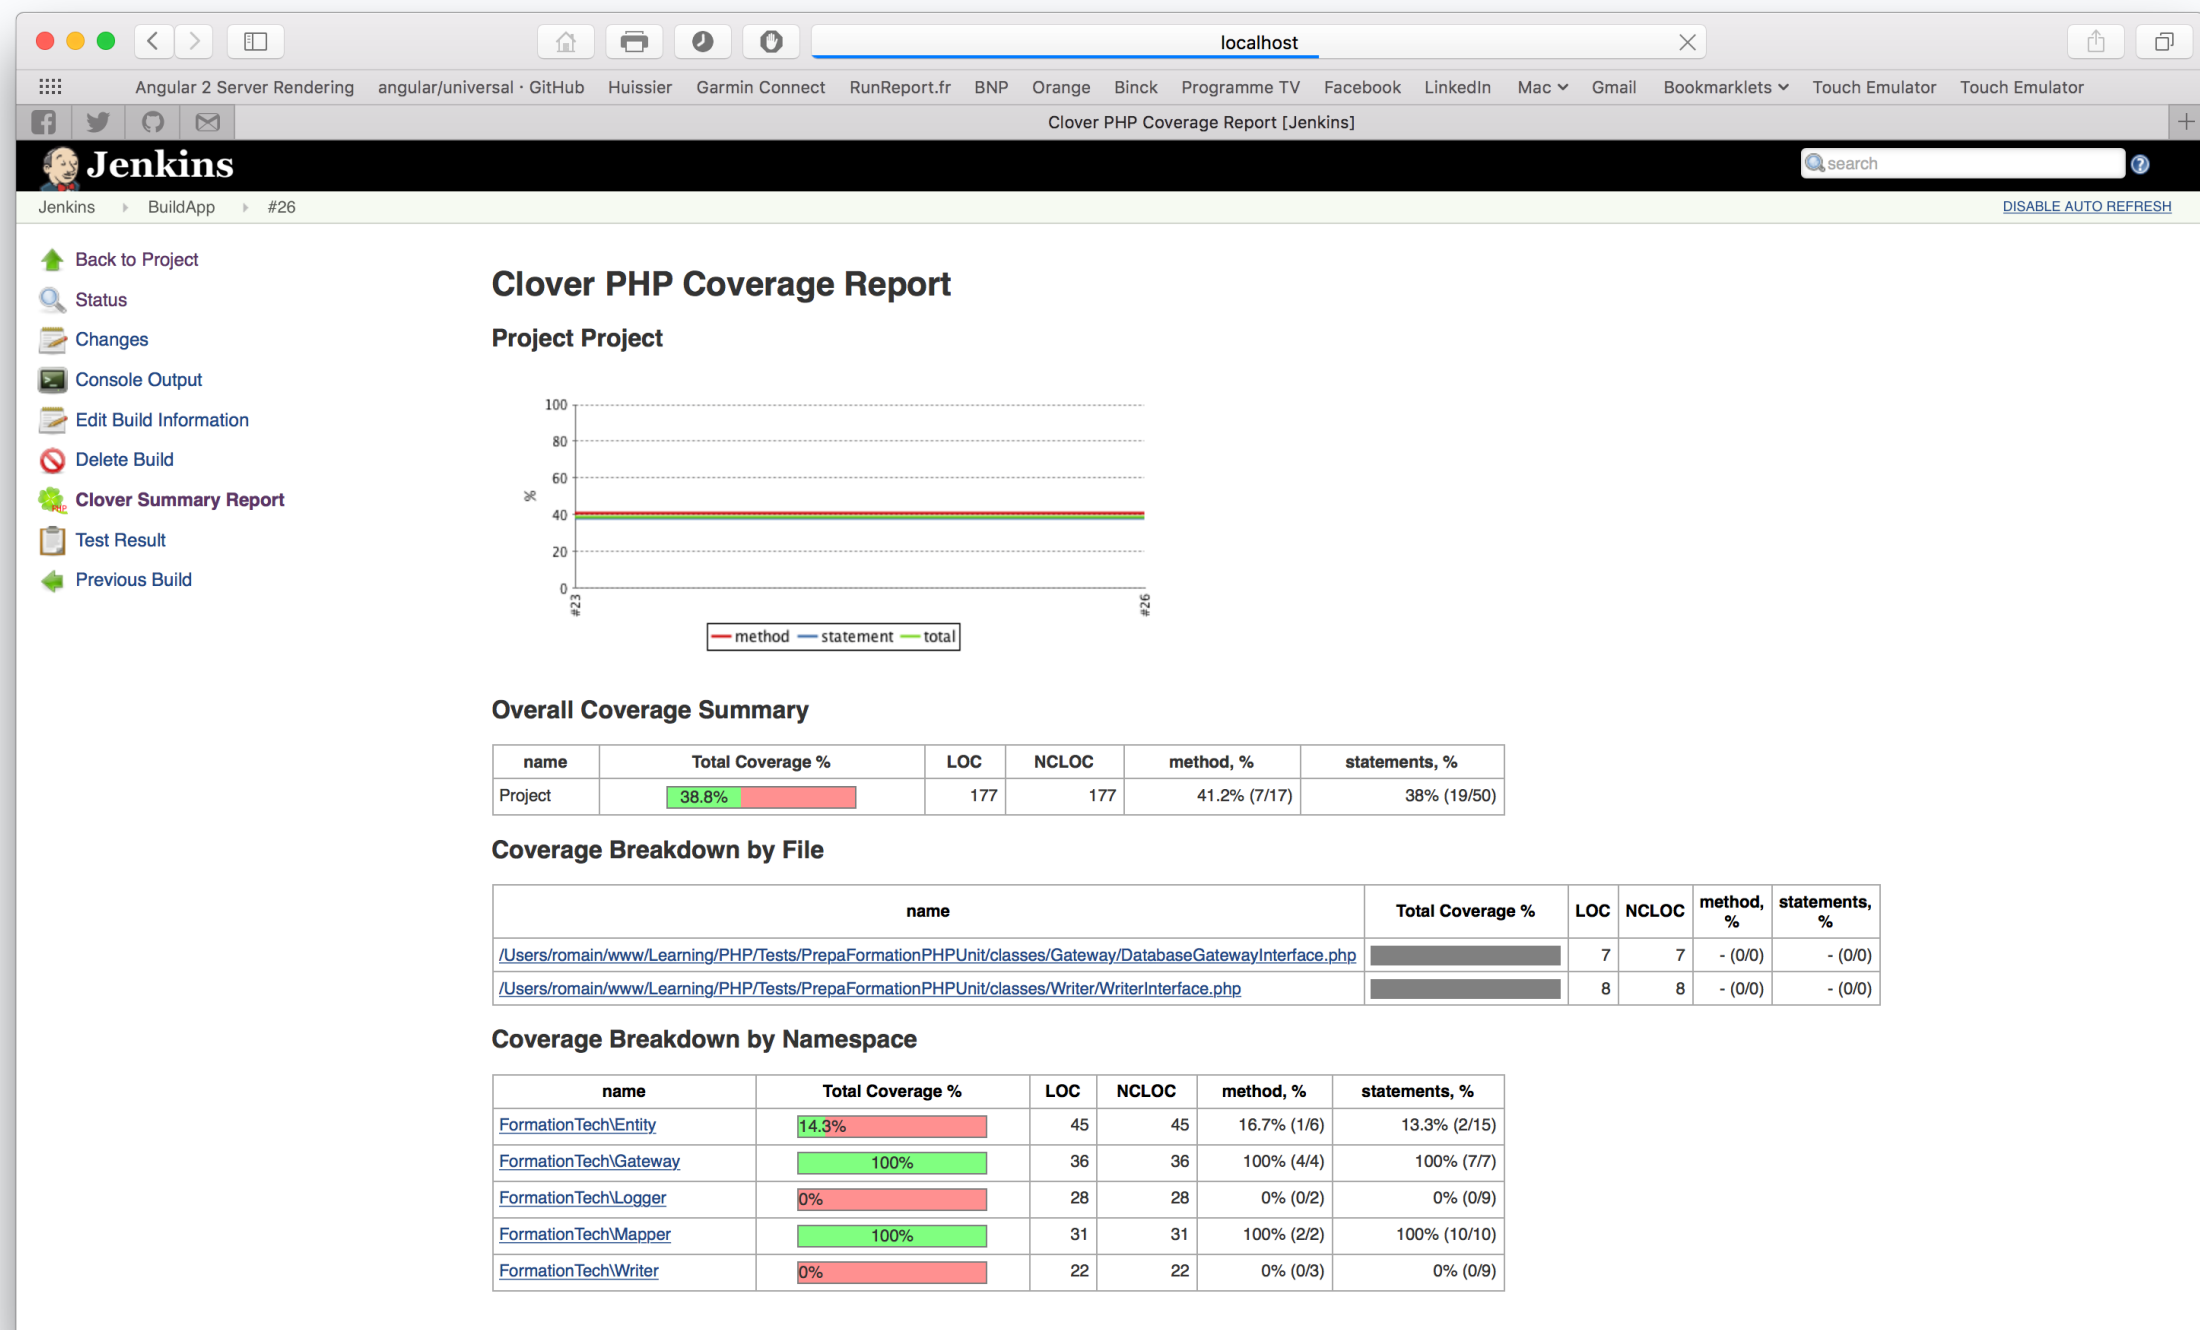 localhost
Angular 2 Server Rendering angular/universal · GitHub Huissier Garmin Connect RunReport.fr BNP Orange Binck Programme TV Facebook LinkedIn Mac Gmail Bookmarklets Touch Emulator Touch Emulator
Clover PHP Coverage Report [Jenkins]
Jenkins
search
Jenkins BuildApp #26
DISABLE AUTO REFRESH
Back to Project
Status
Changes
Console Output
Edit Build Information
Delete Build
Clover Summary Report
Test Result
Previous Build
Clover PHP Coverage Report
Project Project
100
80
60
40
20
0
%
#23 #26
method statement total
Overall Coverage Summary
name Total Coverage % LOC NCLOC method, % statements, %
Project 38.8% 177 177 41.2% (7/17) 38% (19/50)
Coverage Breakdown by File
name Total Coverage % LOC NCLOC method, % statements, %
/Users/romain/www/Learning/PHP/Tests/PrepaFormationPHPUnit/classes/Gateway/DatabaseGatewayInterface.php 7 7 - (0/0) - (0/0)
/Users/romain/www/Learning/PHP/Tests/PrepaFormationPHPUnit/classes/Writer/WriterInterface.php 8 8 - (0/0) - (0/0)
Coverage Breakdown by Namespace
name Total Coverage % LOC NCLOC method, % statements, %
FormationTech\Entity 14.3% 45 45 16.7% (1/6) 13.3% (2/15)
FormationTech\Gateway 100% 36 36 100% (4/4) 100% (7/7)
FormationTech\Logger 0% 28 28 0% (0/2) 0% (0/9)
FormationTech\Mapper 100% 31 31 100% (2/2) 100% (10/10)
FormationTech\Writer 0% 22 22 0% (0/3) 0% (0/9)